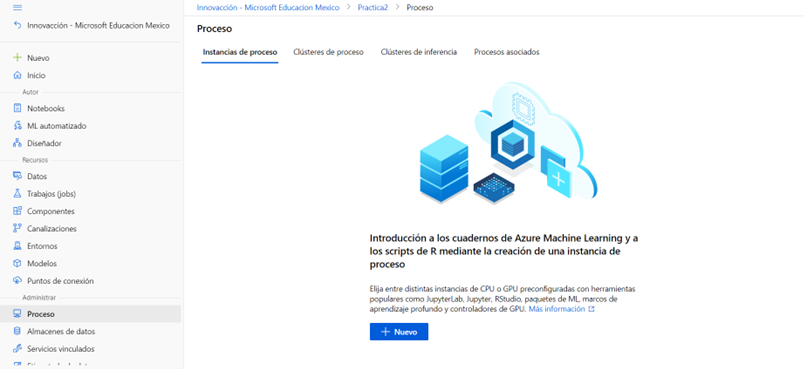 Innovacción - Microsoft Educacion Mexico > Practica2 > Proceso
Innovacción - Microsoft Educacion Mexico
Nuevo
Inicio
Autor
Notebooks
ML automatizado
Diseñador
Recursos
Datos
Trabajos (jobs)
Componentes
Canalizaciones
Entornos
Modelos
Puntos de conexión
Administrar
Proceso
Almacenes de datos
Servicios vinculados
Proceso
Instancias de proceso Clústeres de proceso Clústeres de inferencia Procesos asociados
Introducción a los cuadernos de Azure Machine Learning y a
los scripts de R mediante la creación de una instancia de
proceso
Elija entre distintas instancias de CPU o GPU preconfiguradas con herramientas
populares como JupyterLab, Jupyter, RStudio, paquetes de ML, marcos de
aprendizaje profundo y controladores de GPU. Más información
Nuevo